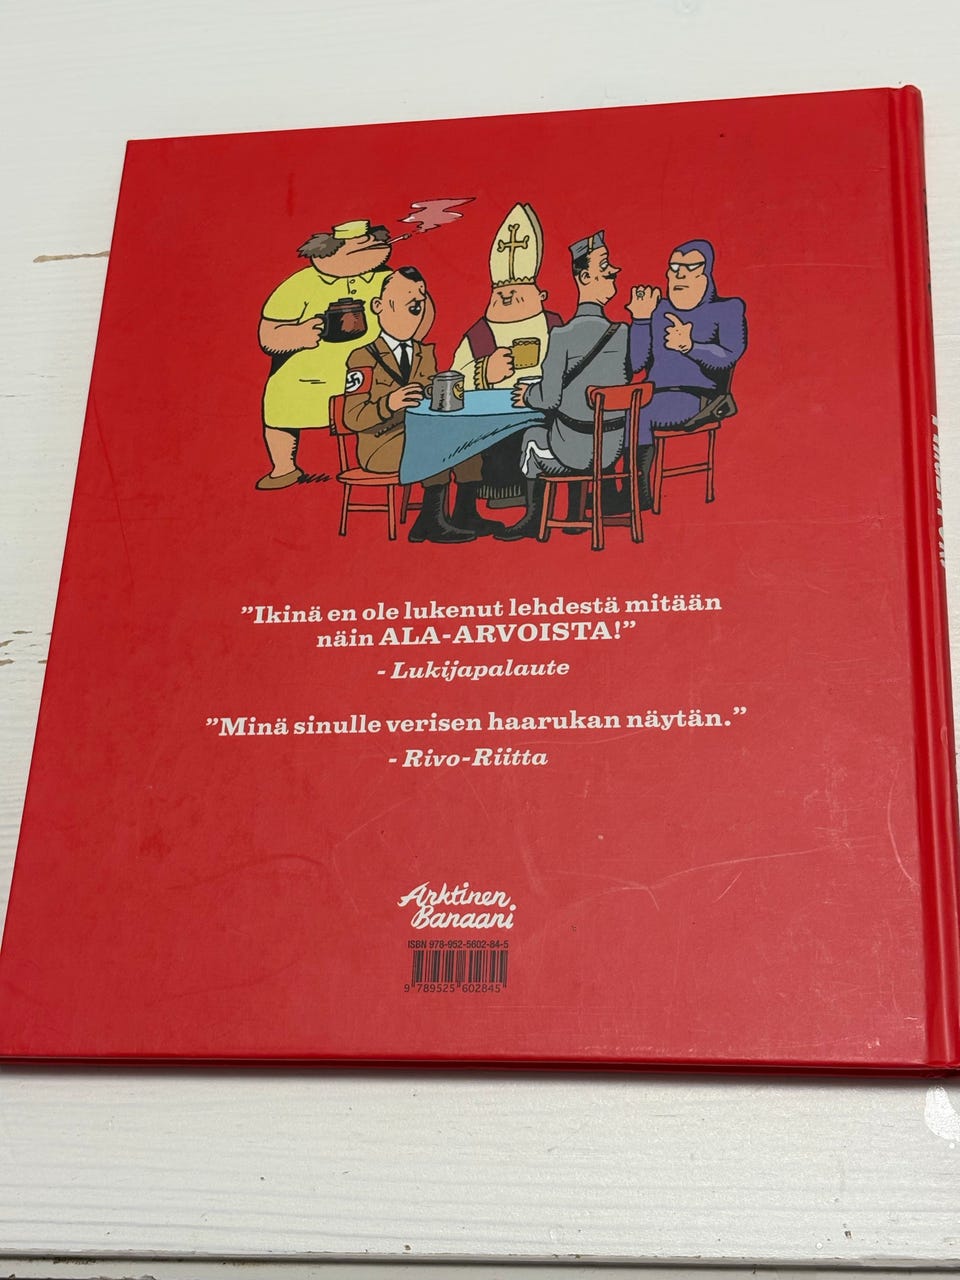 ”Ikinä en ole lukenut lehdestä mitään
näin ALA-ARVOISTA!”
- Lukijapalaute
”Minä sinulle verisen haarukan näytän.”
- Rivo-Riitta
Arktinen
Banaani
ISBN 978-952-5602-84-5
9 789525 602845